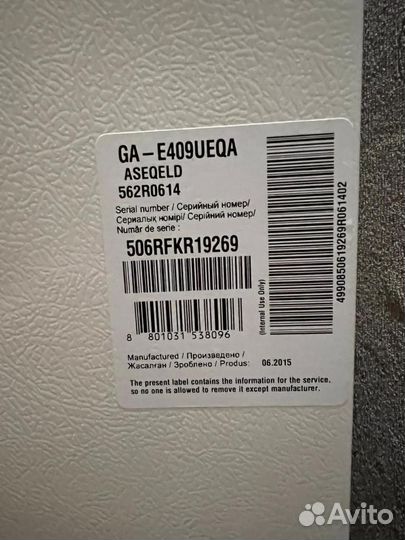 GA-E409UEQA
ASEQELD
562R0614
Serial number / Серийный номер/
Сериалық нөмірі/ Серійний номер/
Număr de serie :
506RFKR19269
8 801031 538096
Manufactured / Произведено /
Жасалған / Зроблено / Produs: 06.2015
The present label contains the information for the service,
so no one is allowed to remove it except manufacturer.
(Internal Use Only)
4990850619269R061402
Avito